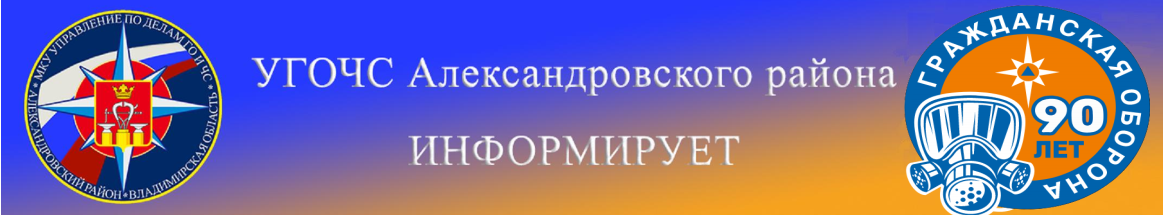 МКУ УПРАВЛЕНИЕ ПО ДЕЛАМ ГО И ЧС
АЛЕКСАНДРОВСКИЙ РАЙОН * ВЛАДИМИРСКАЯ ОБЛАСТЬ
УГОЧС Александровского района
ИНФОРМИРУЕТ
ГРАЖДАНСКАЯ ОБОРОНА
90
ЛЕТ